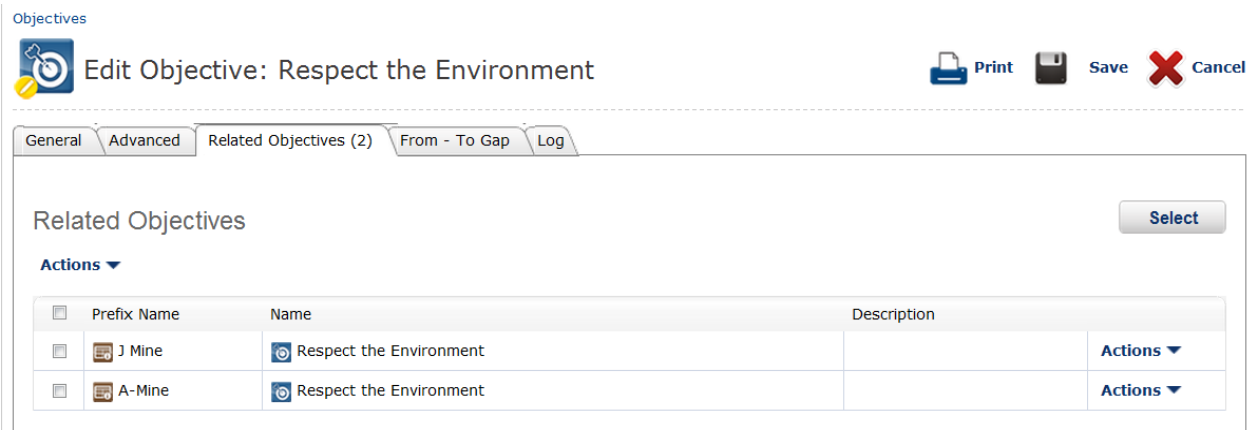 Objectives
Edit Objective: Respect the Environment
Print Save Cancel
General Advanced Related Objectives (2) From - To Gap Log
Related Objectives
Select
Actions
Prefix Name Name Description
J Mine Respect the Environment Actions
A-Mine Respect the Environment Actions